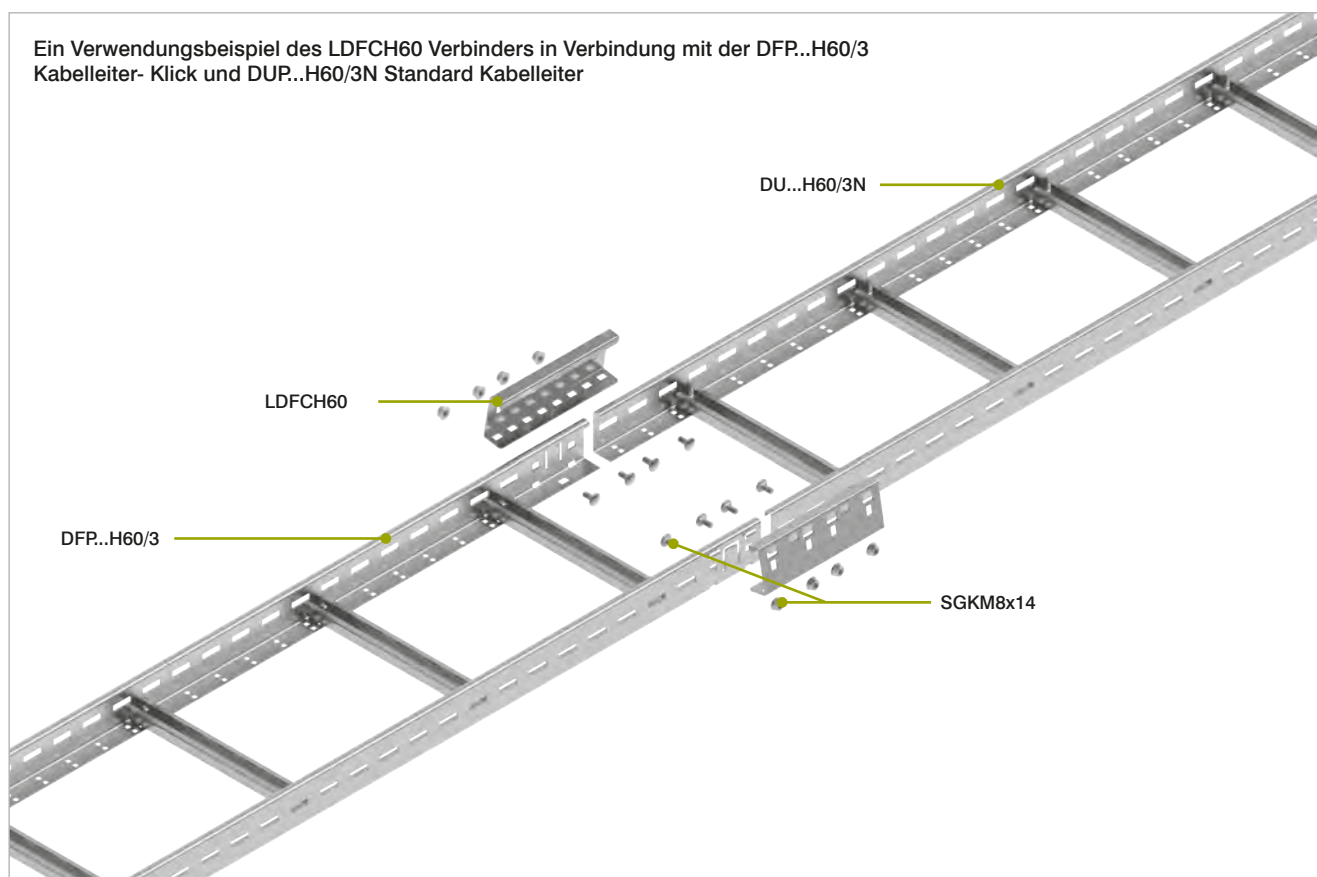 Ein Verwendungsbeispiel des LDFCH60 Verbinders in Verbindung mit der DFP...H60/3
Kabelleiter- Klick und DUP...H60/3N Standard Kabelleiter
DU...H60/3N
LDFCH60
DFP...H60/3
SGKM8x14